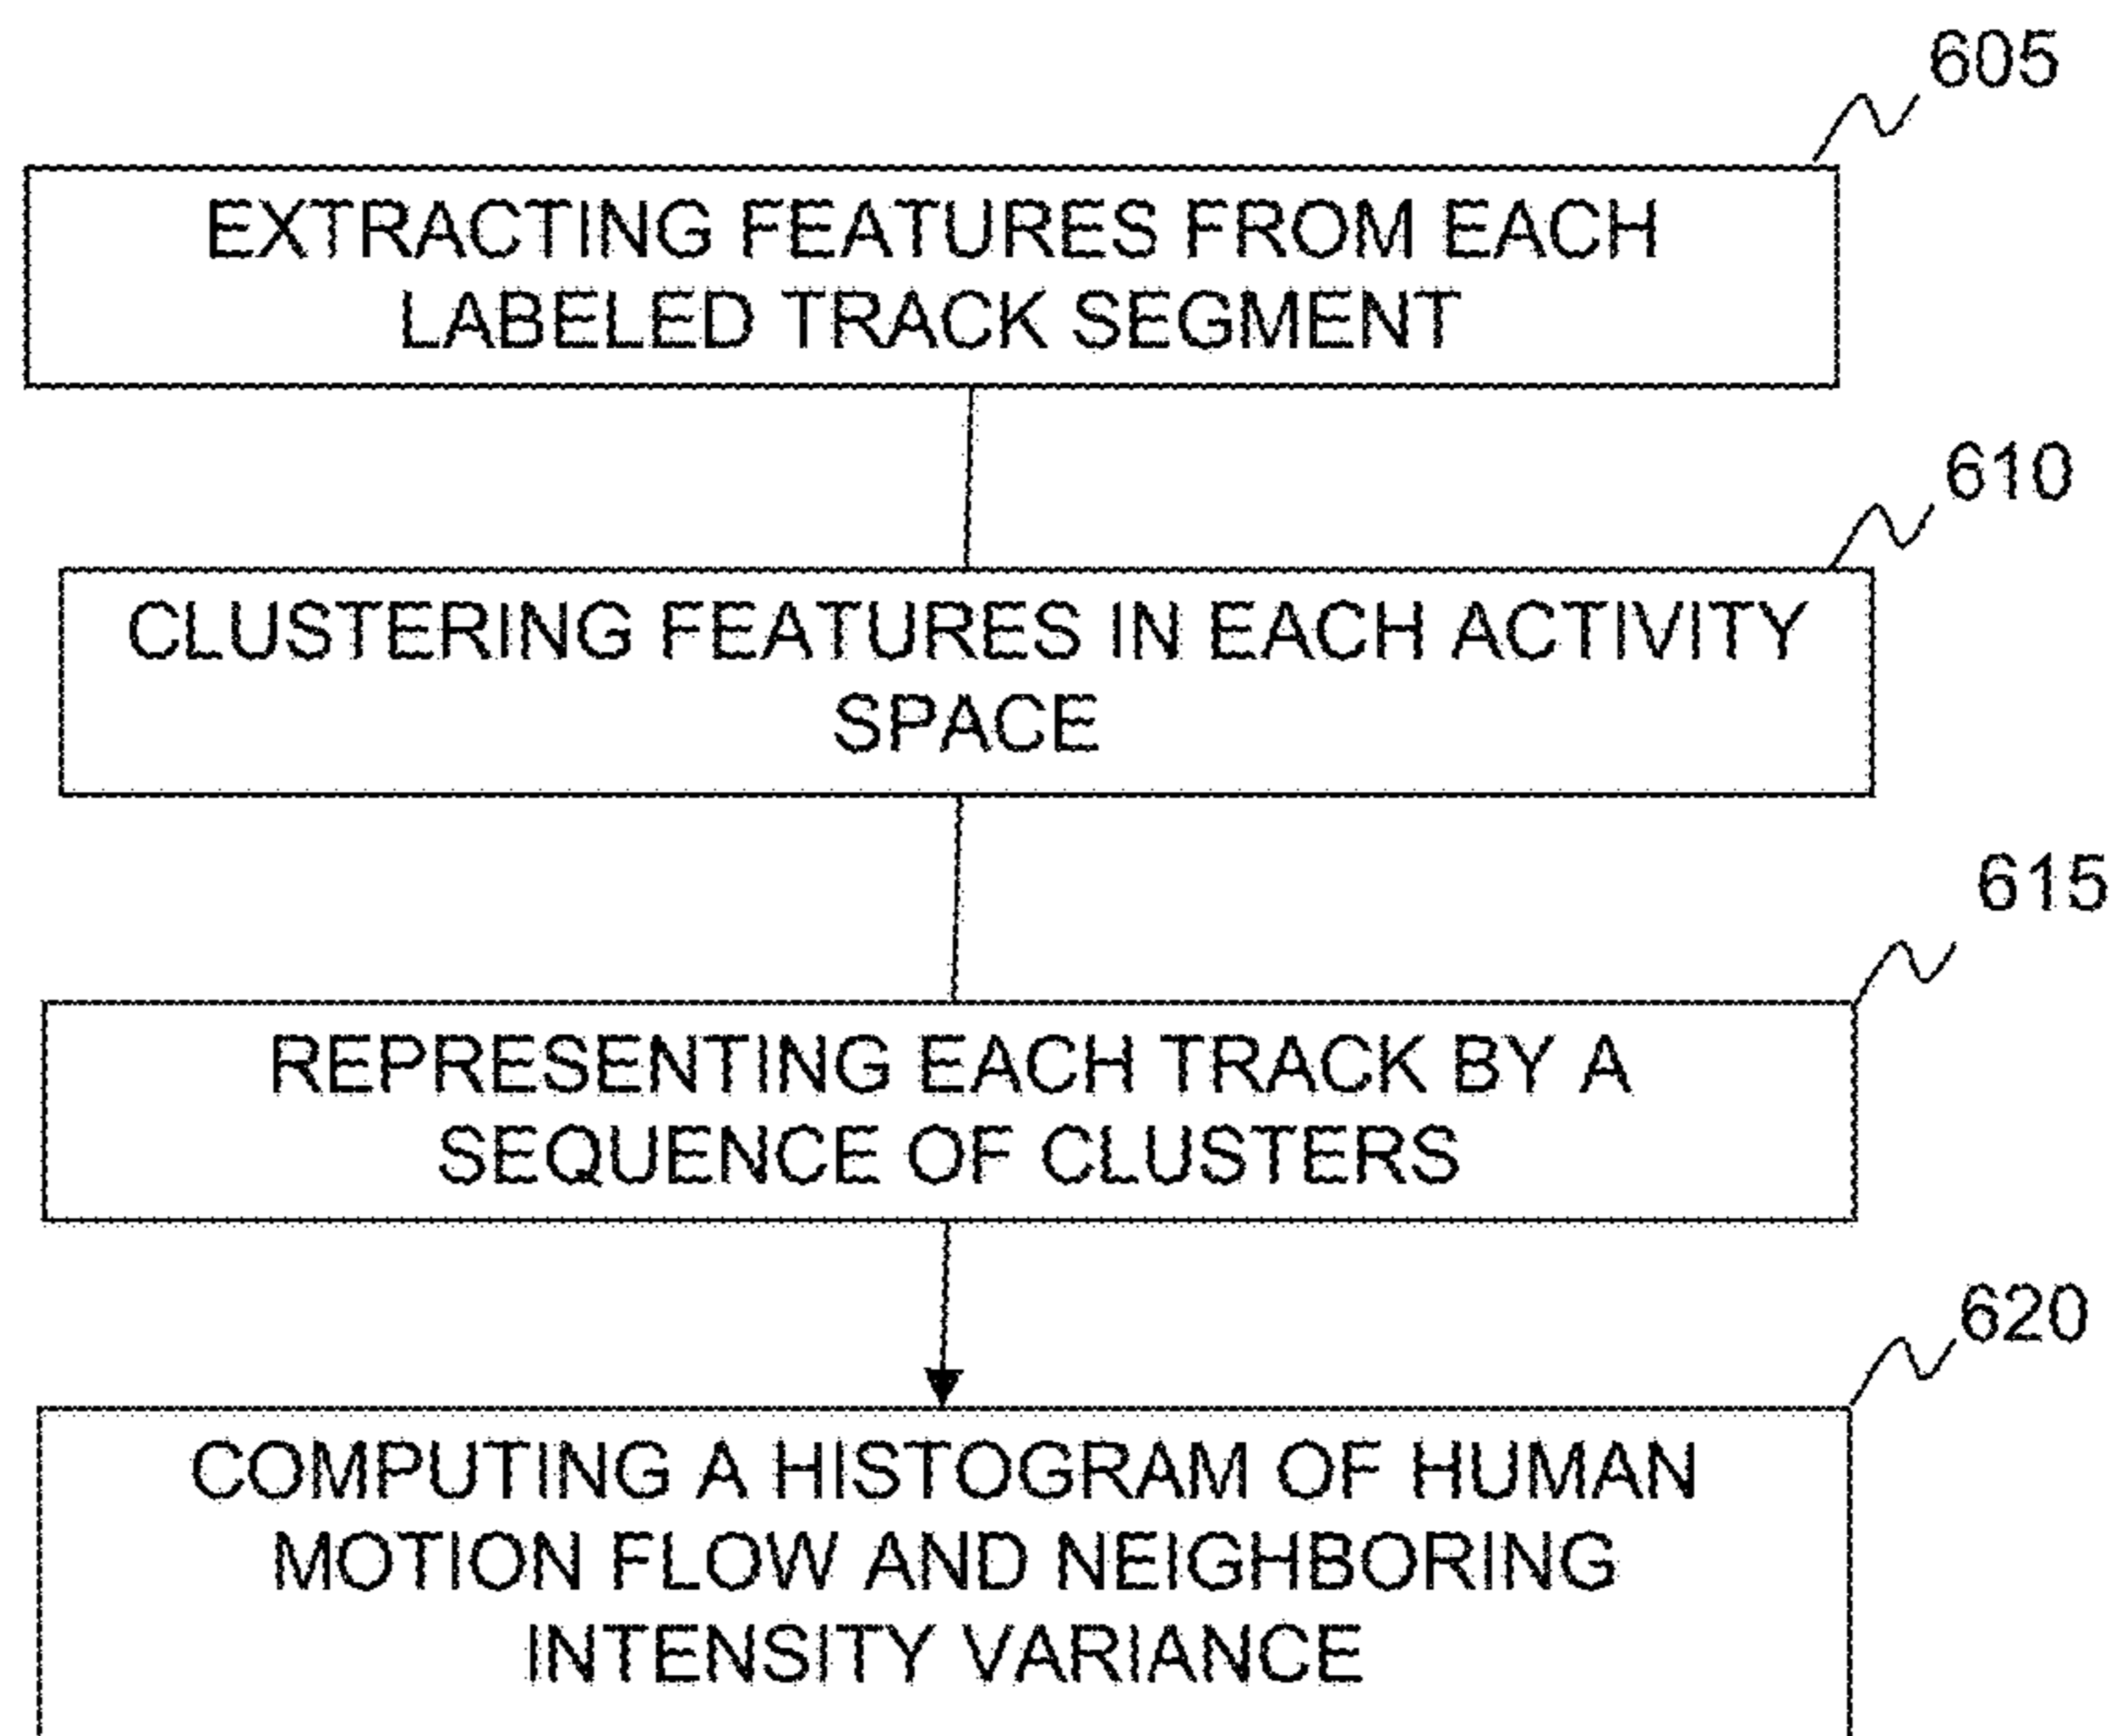 605
EXTRACTING FEATURES FROM EACH
LABELED TRACK SEGMENT
610
CLUSTERING FEATURES IN EACH ACTIVITY
SPACE
615
REPRESENTING EACH TRACK BY A
SEQUENCE OF CLUSTERS
620
COMPUTING A HISTOGRAM OF HUMAN
MOTION FLOW AND NEIGHBORING
INTENSITY VARIANCE